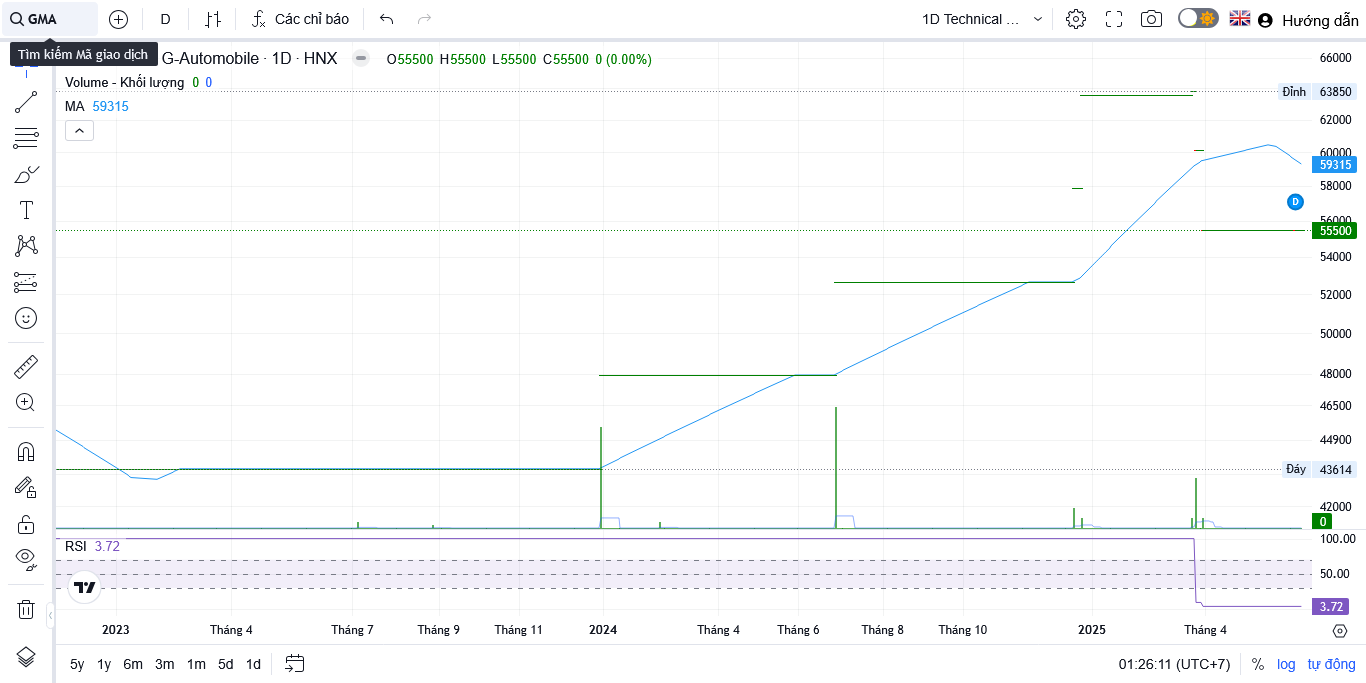 GMA
D
Các chỉ báo
1D Technical ...
Hướng dẫn
Tìm kiếm Mã giao dịch
G-Automobile · 1D · HNX
O55500 H55500 L55500 C55500 0 (0.00%)
Volume - Khối lượng 0 0
MA 59315
66000
Đỉnh 63850
62000
60000
59315
58000
D
56000
55500
54000
52000
50000
48000
46500
44900
Đáy 43614
42000
0
RSI 3.72
100.00
50.00
3.72
2023 Tháng 4 Tháng 7 Tháng 9 Tháng 11 2024 Tháng 4 Tháng 6 Tháng 8 Tháng 10 2025 Tháng 4
5y 1y 6m 3m 1m 5d 1d
01:26:11 (UTC+7) % log tự động